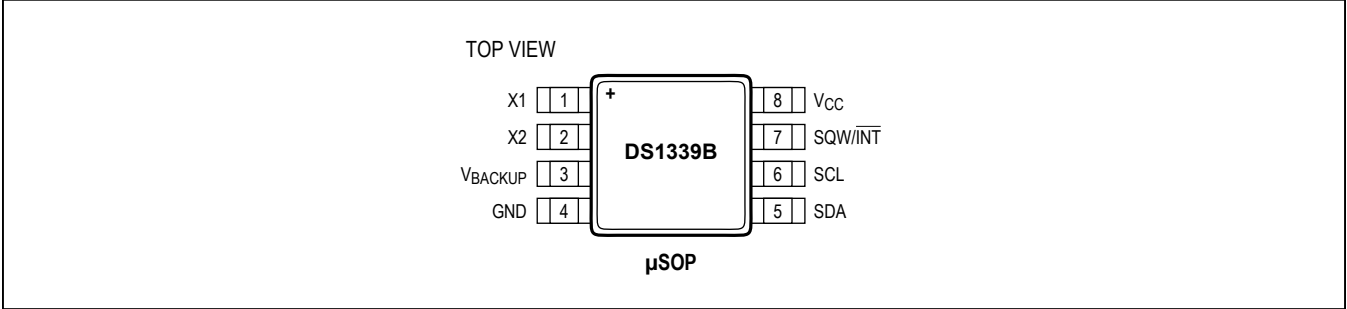 TOP VIEW
X1 1 + 8 VCC
X2 2 DS1339B 7 SQW/INT
VBACKUP 3 6 SCL
GND 4 5 SDA
µSOP